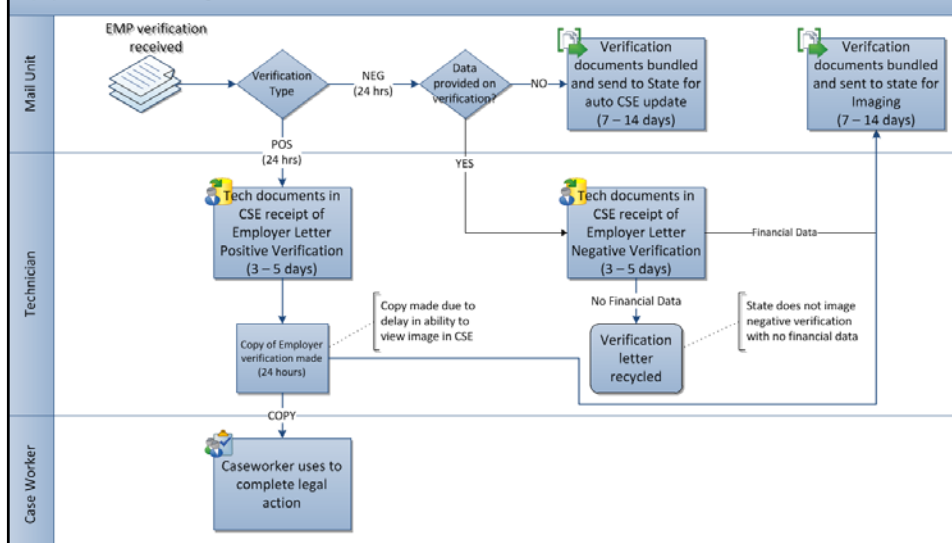 Mail Unit
EMP verification
received
Verification
Type
NEG
(24 hrs)
Data
provided on
verification?
NO
Verification
documents bundled
and send to State for
auto CSE update
(7 – 14 days)
Verifcation
documents bundled
and sent to state for
Imaging
(7 – 14 days)
POS
(24 hrs)
YES
Technician
Tech documents in
CSE receipt of
Employer Letter
Positive Verification
(3 – 5 days)
Tech documents in
CSE receipt of
Employer Letter
Negative Verification
(3 – 5 days)
Financial Data
No Financial Data
Copy of Employer
verification made
(24 hours)
Copy made due to
delay in ability to
view image in CSE
Verification
letter
recycled
State does not image
negative verification
with no financial data
COPY
Case Worker
Caseworker uses to
complete legal
action